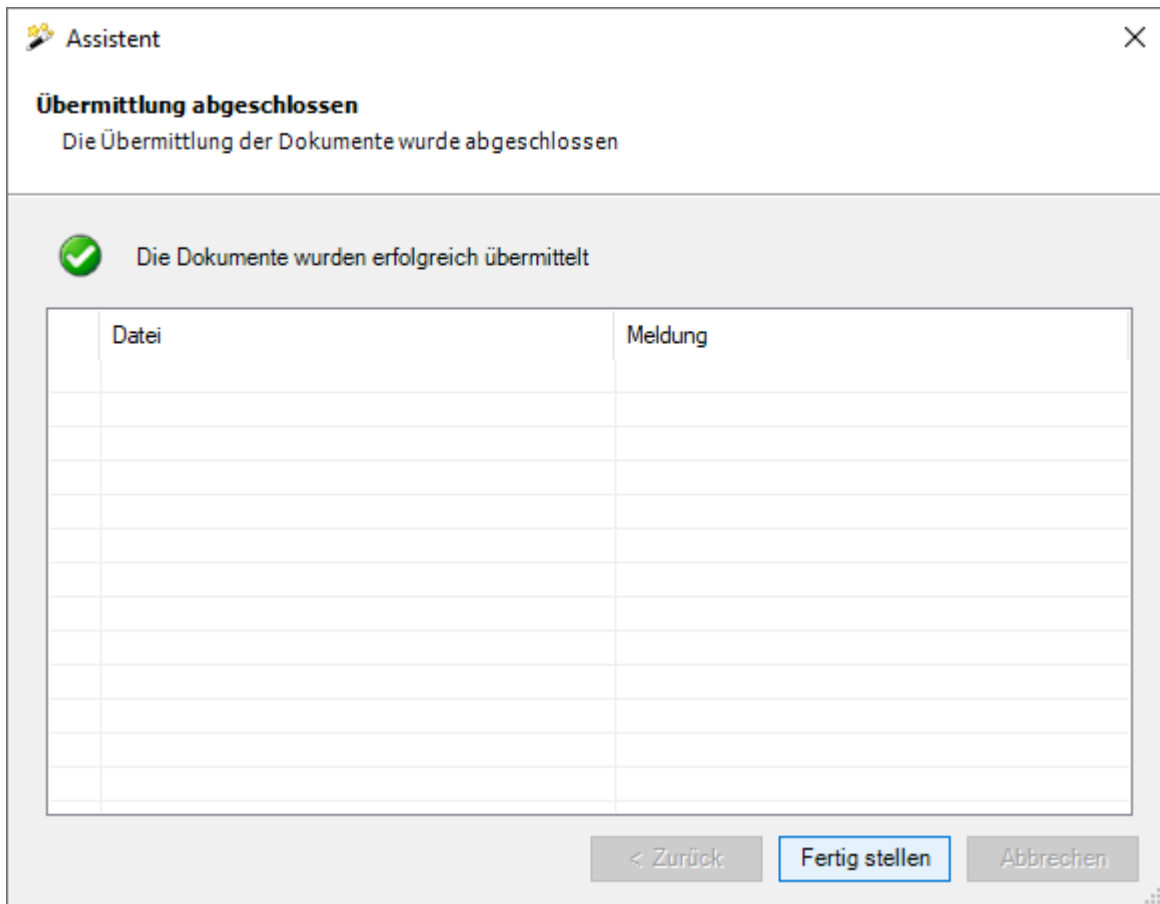 Assistent
Übermittlung abgeschlossen
Die Übermittlung der Dokumente wurde abgeschlossen
Die Dokumente wurden erfolgreich übermittelt
Datei Meldung
< Zurück Fertig stellen Abbrechen